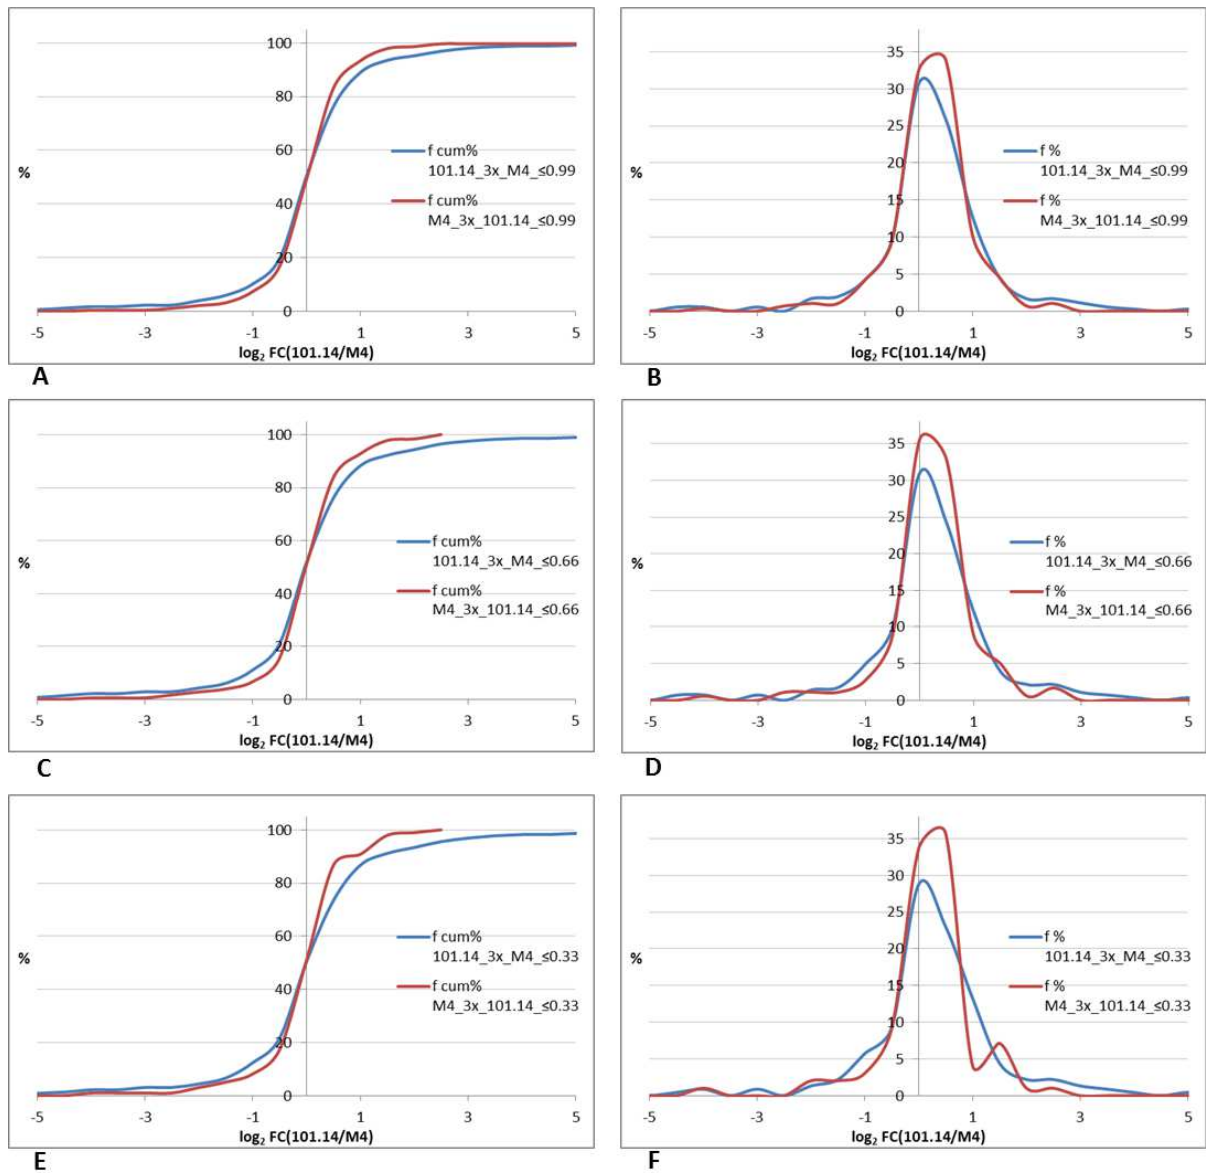 100
80
60
40
20
0
%
f cum%
101.14_3x_M4_≤0.99
f cum%
M4_3x_101.14_≤0.99
-5 -3 -1 1 3 5
log₂ FC(101.14/M4)
A
35
30
25
20
15
10
5
0
%
f %
101.14_3x_M4_≤0.99
f %
M4_3x_101.14_≤0.99
-5 -3 -1 1 3 5
log₂ FC(101.14/M4)
B
100
80
60
40
20
0
%
f cum%
101.14_3x_M4_≤0.66
f cum%
M4_3x_101.14_≤0.66
-5 -3 -1 1 3 5
log₂ FC(101.14/M4)
C
35
30
25
20
15
10
5
0
%
f %
101.14_3x_M4_≤0.66
f %
M4_3x_101.14_≤0.66
-5 -3 -1 1 3 5
log₂ FC(101.14/M4)
D
100
80
60
40
20
0
%
f cum%
101.14_3x_M4_≤0.33
f cum%
M4_3x_101.14_≤0.33
-5 -3 -1 1 3 5
log₂ FC(101.14/M4)
E
35
30
25
20
15
10
5
0
%
f %
101.14_3x_M4_≤0.33
f %
M4_3x_101.14_≤0.33
-5 -3 -1 1 3 5
log₂ FC(101.14/M4)
F